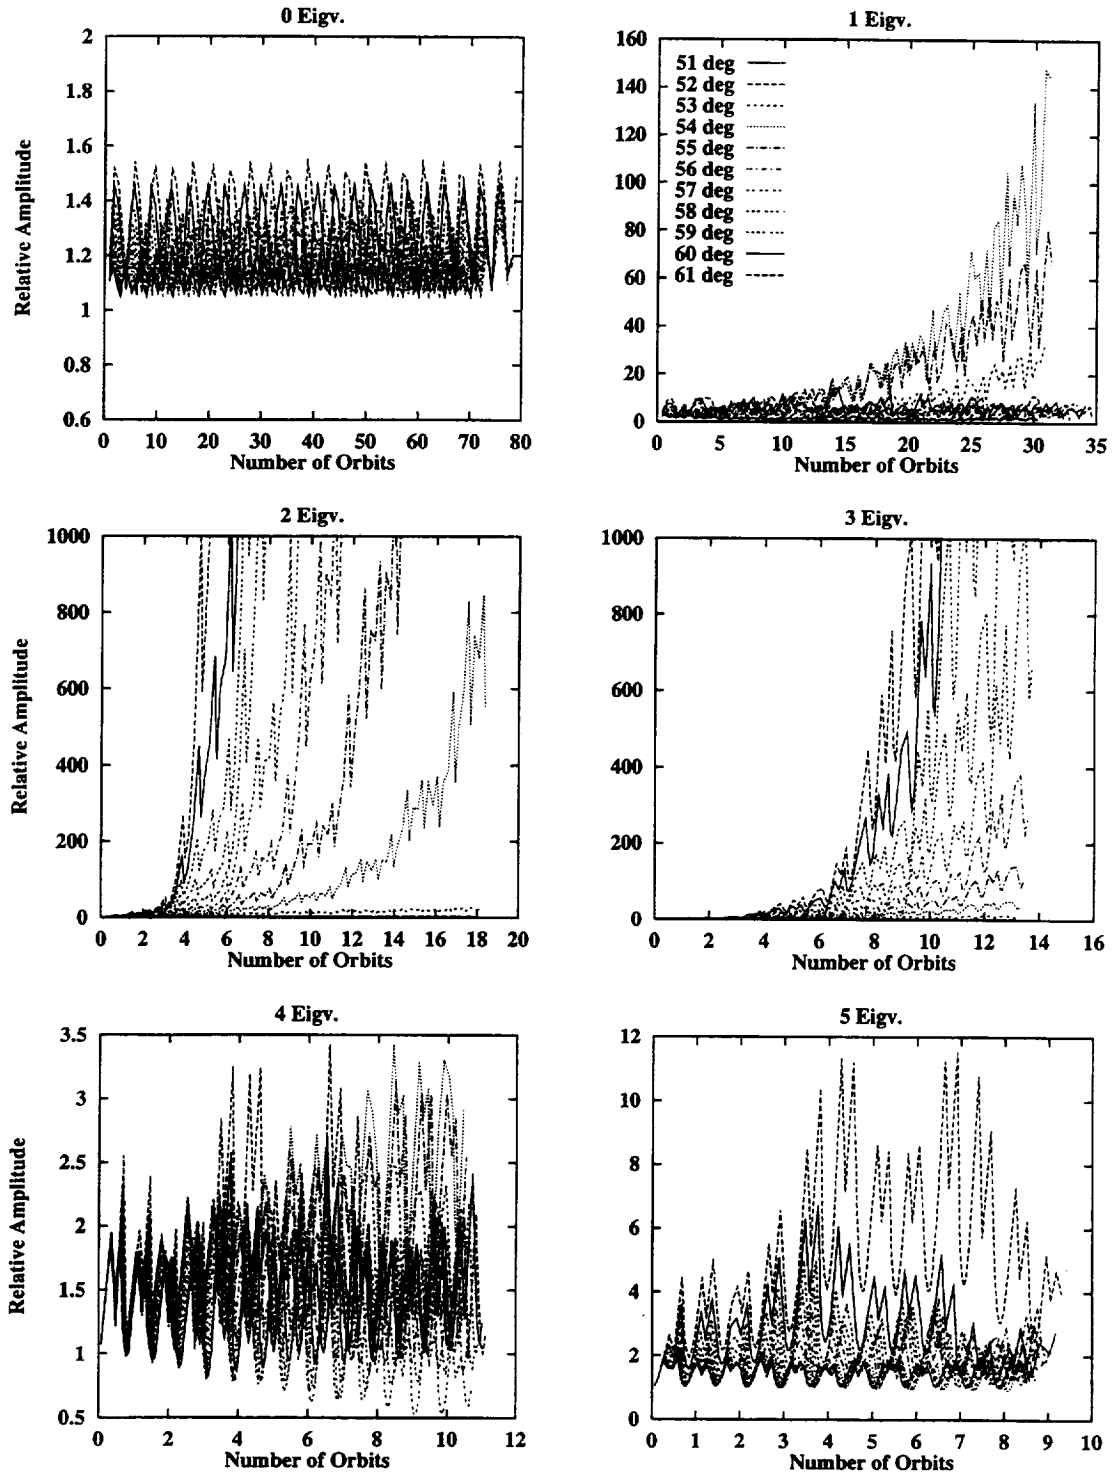 0 Eigv.
2
1.8
1.6
1.4
1.2
1
0.8
0.6
Relative Amplitude
0 10 20 30 40 50 60 70 80
Number of Orbits
1 Eigv.
160
140
120
100
80
60
40
20
0
51 deg
52 deg
53 deg
54 deg
55 deg
56 deg
57 deg
58 deg
59 deg
60 deg
61 deg
0 5 10 15 20 25 30 35
Number of Orbits
2 Eigv.
1000
800
600
400
200
0
Relative Amplitude
0 2 4 6 8 10 12 14 16 18 20
Number of Orbits
3 Eigv.
1000
800
600
400
200
0
0 2 4 6 8 10 12 14 16
Number of Orbits
4 Eigv.
3.5
3
2.5
2
1.5
1
0.5
Relative Amplitude
0 2 4 6 8 10 12
Number of Orbits
5 Eigv.
12
10
8
6
4
2
0
0 1 2 3 4 5 6 7 8 9 10
Number of Orbits